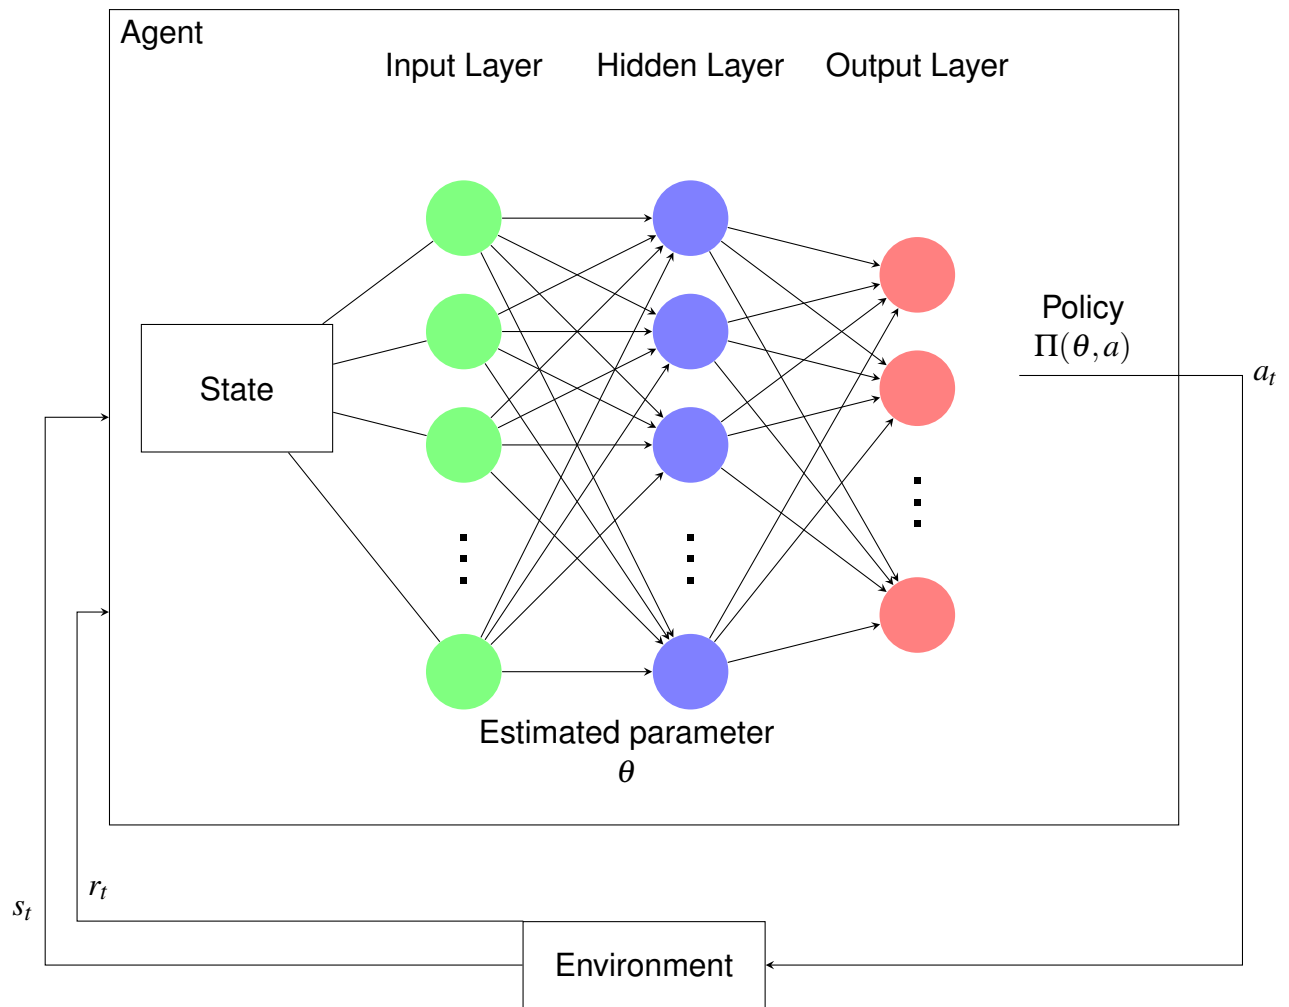 Agent
Input Layer Hidden Layer Output Layer
Policy
Π(θ, a)
State
a_t
Estimated parameter
θ
r_t
s_t
Environment